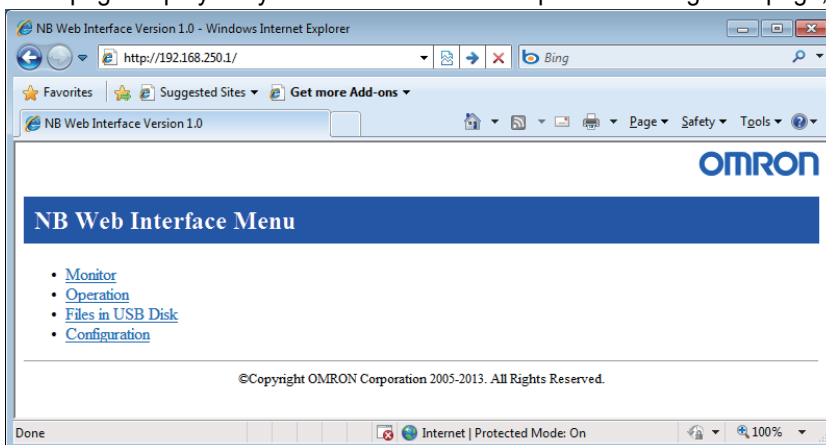 NB Web Interface Version 1.0 - Windows Internet Explorer
http://192.168.250.1/
Bing
Favorites Suggested Sites Get more Add-ons
NB Web Interface Version 1.0 Page Safety Tools
OMRON
NB Web Interface Menu
• Monitor
• Operation
• Files in USB Disk
• Configuration
©Copyright OMRON Corporation 2005-2013. All Rights Reserved.
Done Internet | Protected Mode: On 100%